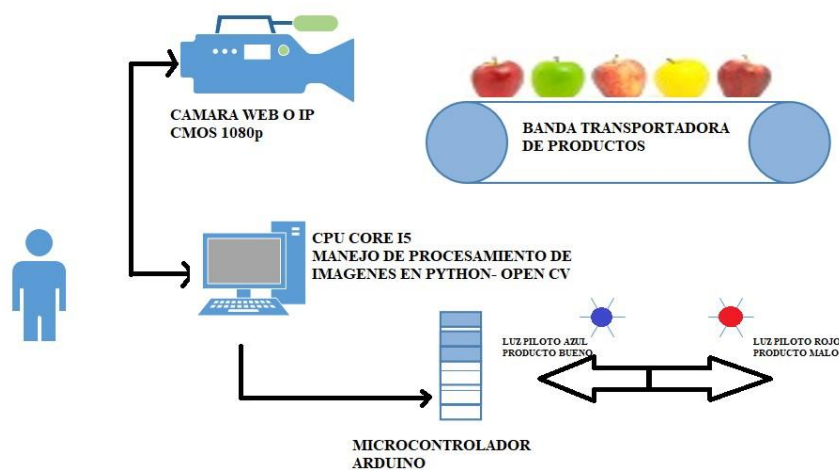 CAMARA WEB O IP
CMOS 1080p
BANDA TRANSPORTADORA
DE PRODUCTOS
CPU CORE I5
MANEJO DE PROCESAMIENTO DE
IMAGENES EN PYTHON- OPEN CV
LUZ PILOTO AZUL
PRODUCTO BUENO
LUZ PILOTO ROJO
PRODUCTO MALO
MICROCONTROLADOR
ARDUINO